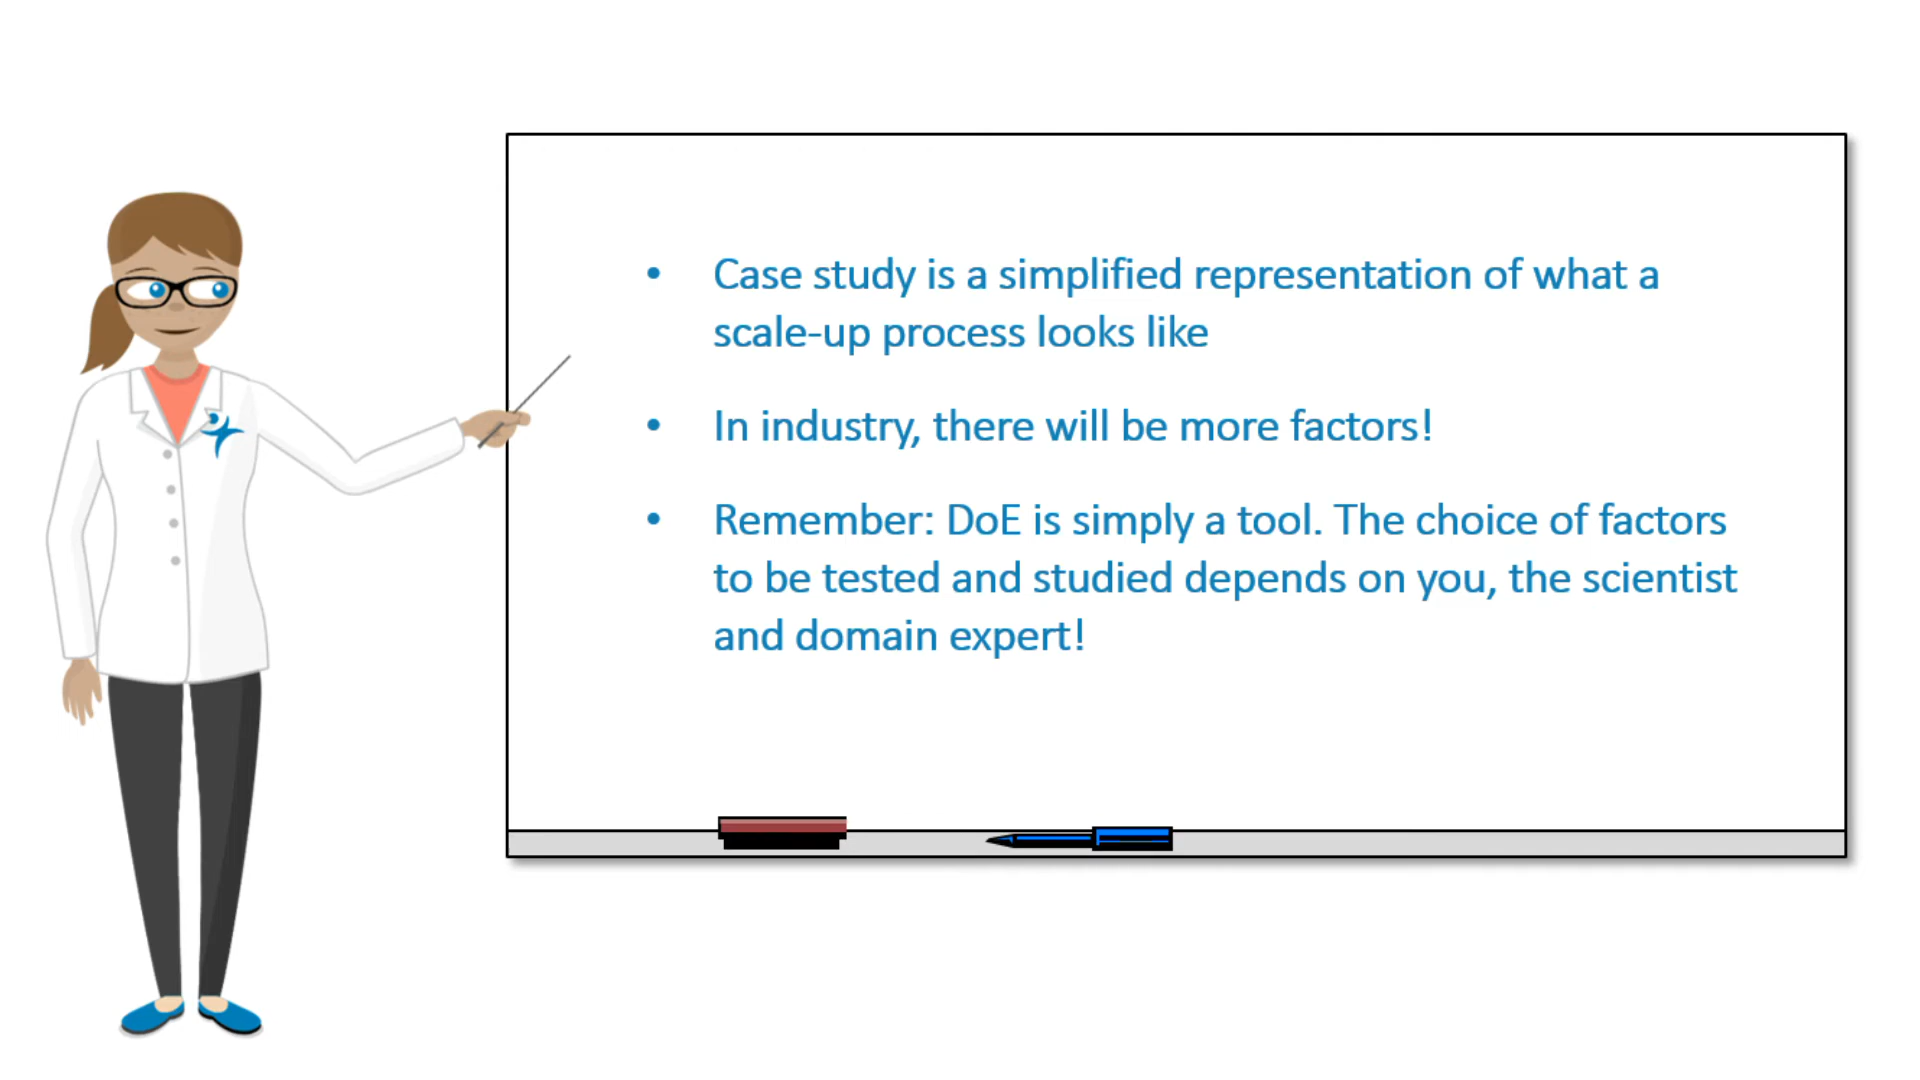 • Case study is a simplified representation of what a
scale-up process looks like
• In industry, there will be more factors!
• Remember: DoE is simply a tool. The choice of factors
to be tested and studied depends on you, the scientist
and domain expert!